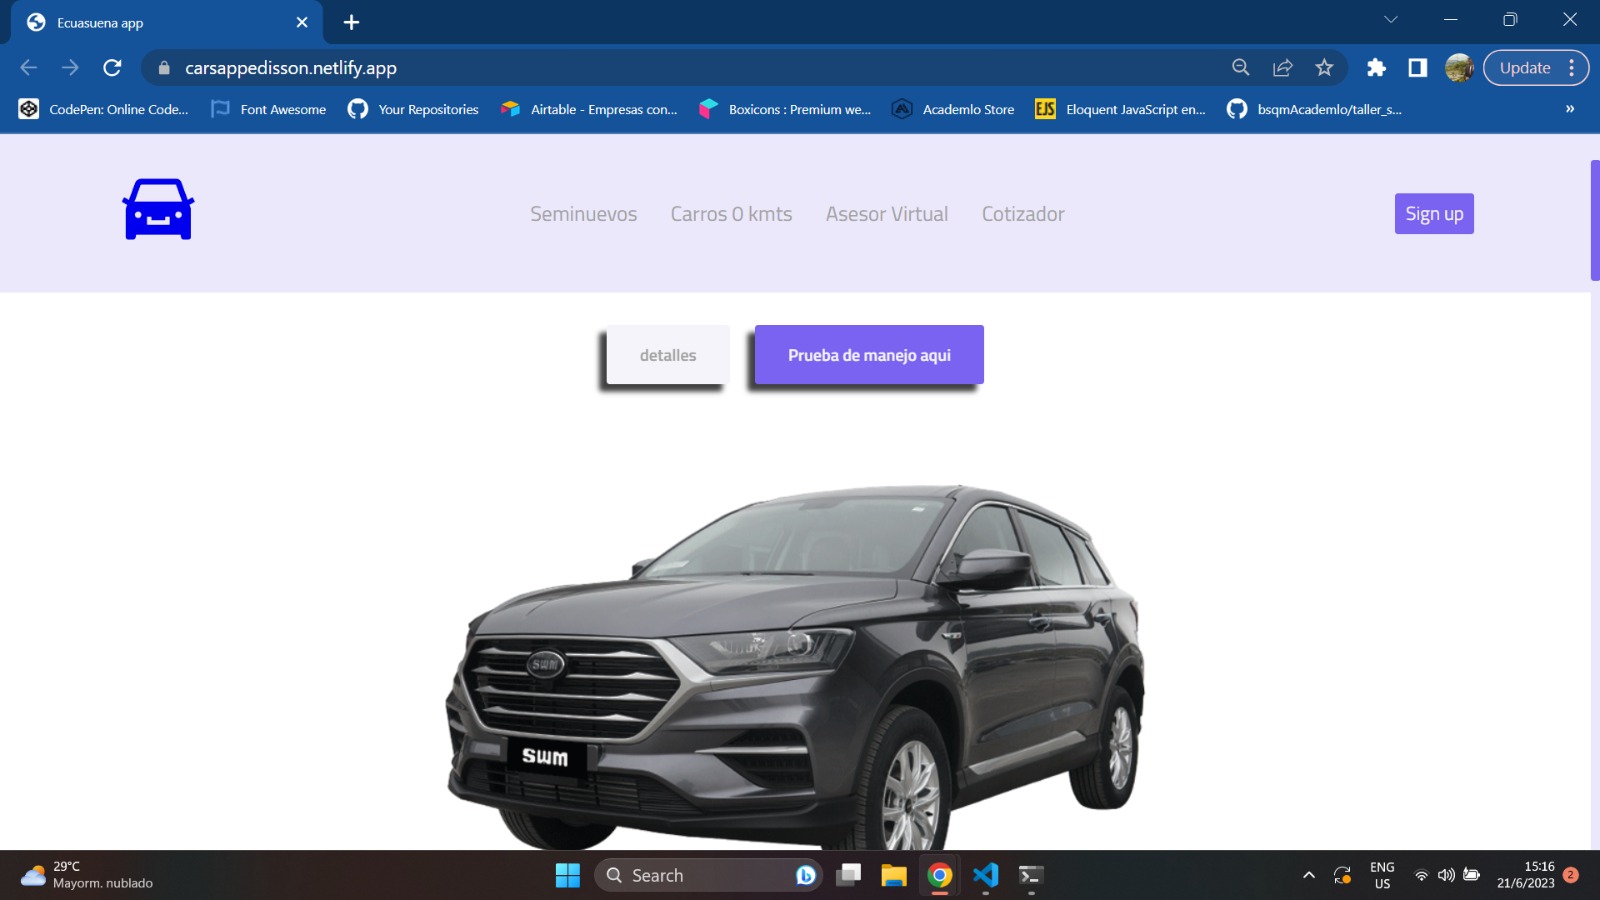 Ecuasuena app
carsappedisson.netlify.app
Update
CodePen: Online Code...
Font Awesome
Your Repositories
Airtable - Empresas con...
Boxicons : Premium we...
Academlo Store
EJS
Eloquent JavaScript en...
bsqmAcademlo/taller_s...
Seminuevos
Carros 0 kmts
Asesor Virtual
Cotizador
Sign up
detalles
Prueba de manejo aqui
SWM
SWM
29°C
Mayorm. nublado
Search
ENG
US
15:16
21/6/2023
2